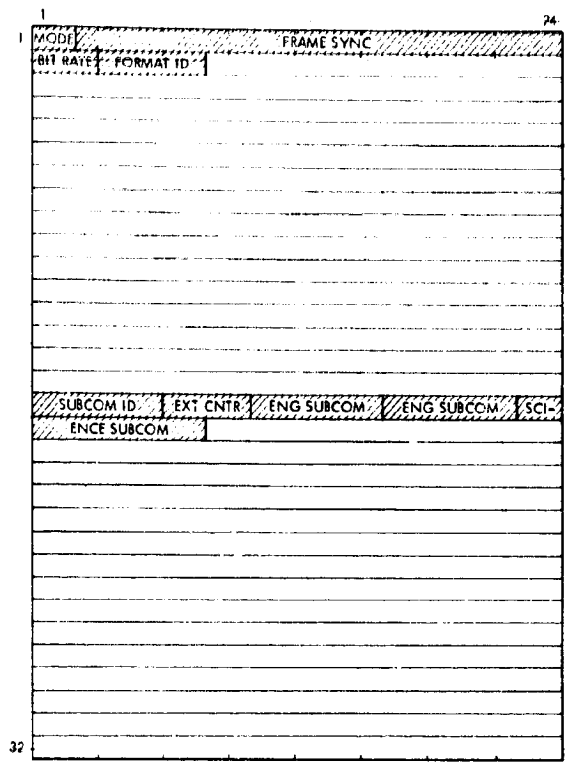 1 24
1 MODE FRAME SYNC
BIT RATE FORMAT ID
SUBCOM ID EXT CNTR ENG SUBCOM ENG SUBCOM SCI-
ENCE SUBCOM
32